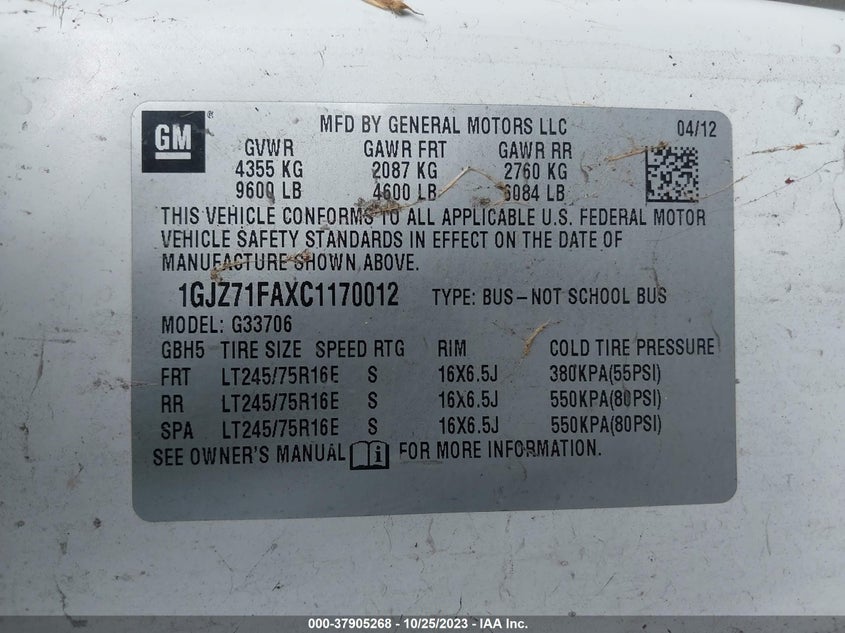 GM ®
MFD BY GENERAL MOTORS LLC 04/12
GVWR GAWR FRT GAWR RR
4355 KG 2087 KG 2760 KG
9600 LB 4600 LB 6084 LB
THIS VEHICLE CONFORMS TO ALL APPLICABLE U.S. FEDERAL MOTOR
VEHICLE SAFETY STANDARDS IN EFFECT ON THE DATE OF
MANUFACTURE SHOWN ABOVE.
1GJZ71FAXC1170012 TYPE: BUS-NOT SCHOOL BUS
MODEL: G33706
GBH5 TIRE SIZE SPEED RTG RIM COLD TIRE PRESSURE
FRT LT245/75R16E S 16X6.5J 380KPA(55PSI)
RR LT245/75R16E S 16X6.5J 550KPA(80PSI)
SPA LT245/75R16E S 16X6.5J 550KPA(80PSI)
SEE OWNER'S MANUAL FOR MORE INFORMATION.
000-37905268 - 10/25/2023 - IAA Inc.